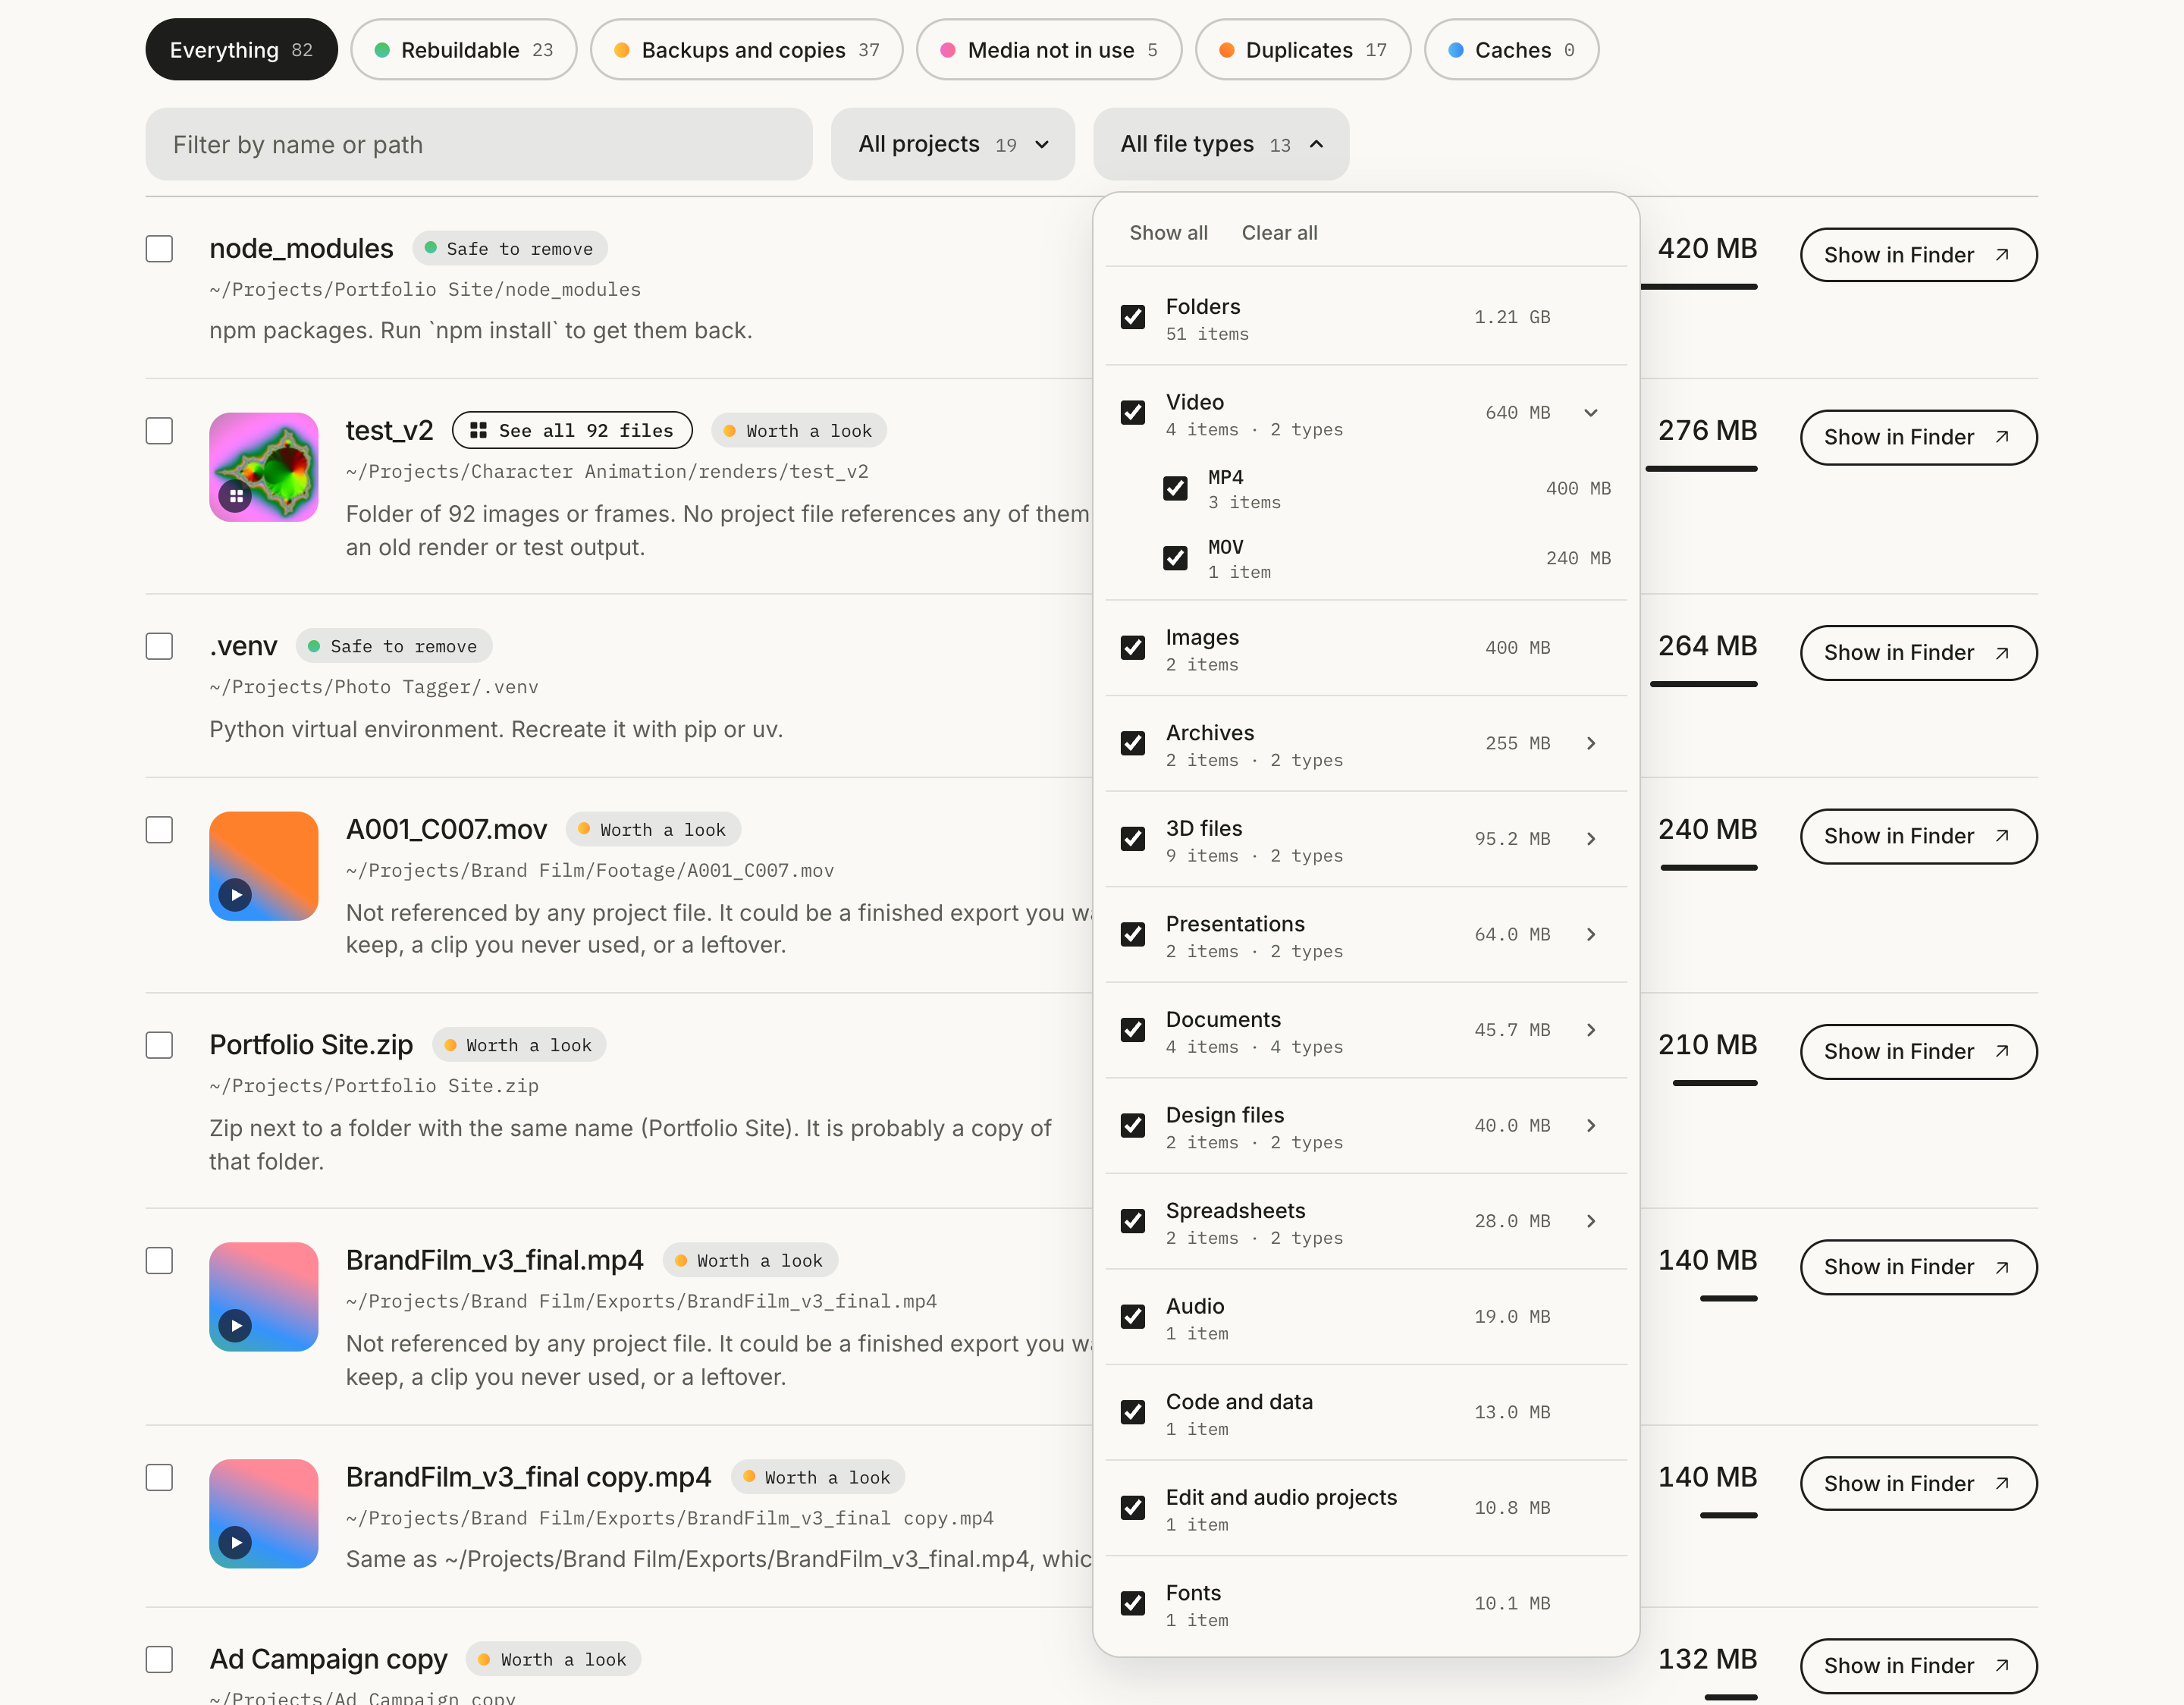 Everything 82 Rebuildable 23 Backups and copies 37 Media not in use 5 Duplicates 17 Caches 0
Filter by name or path All projects 19 All file types 13
node_modules Safe to remove
~/Projects/Portfolio Site/node_modules
npm packages. Run `npm install` to get them back.
420 MB Show in Finder
test_v2 See all 92 files Worth a look
~/Projects/Character Animation/renders/test_v2
Folder of 92 images or frames. No project file references any of them
an old render or test output.
276 MB Show in Finder
.venv Safe to remove
~/Projects/Photo Tagger/.venv
Python virtual environment. Recreate it with pip or uv.
264 MB Show in Finder
A001_C007.mov Worth a look
~/Projects/Brand Film/Footage/A001_C007.mov
Not referenced by any project file. It could be a finished export you
keep, a clip you never used, or a leftover.
240 MB Show in Finder
Portfolio Site.zip Worth a look
~/Projects/Portfolio Site.zip
Zip next to a folder with the same name (Portfolio Site). It is probably a copy of
that folder.
210 MB Show in Finder
BrandFilm_v3_final.mp4 Worth a look
~/Projects/Brand Film/Exports/BrandFilm_v3_final.mp4
Not referenced by any project file. It could be a finished export you
keep, a clip you never used, or a leftover.
140 MB Show in Finder
BrandFilm_v3_final copy.mp4 Worth a look
~/Projects/Brand Film/Exports/BrandFilm_v3_final copy.mp4
Same as ~/Projects/Brand Film/Exports/BrandFilm_v3_final.mp4,
140 MB Show in Finder
Ad Campaign copy Worth a look
~/Projects/Ad Campaign copy
132 MB Show in Finder
Show all Clear all
Folders 1.21 GB
51 items
Video 640 MB
4 items · 2 types
MP4 400 MB
3 items
MOV 240 MB
1 item
Images 400 MB
2 items
Archives 255 MB
2 items · 2 types
3D files 95.2 MB
9 items · 2 types
Presentations 64.0 MB
2 items · 2 types
Documents 45.7 MB
4 items · 4 types
Design files 40.0 MB
2 items · 2 types
Spreadsheets 28.0 MB
2 items · 2 types
Audio 19.0 MB
1 item
Code and data 13.0 MB
1 item
Edit and audio projects 10.8 MB
1 item
Fonts 10.1 MB
1 item